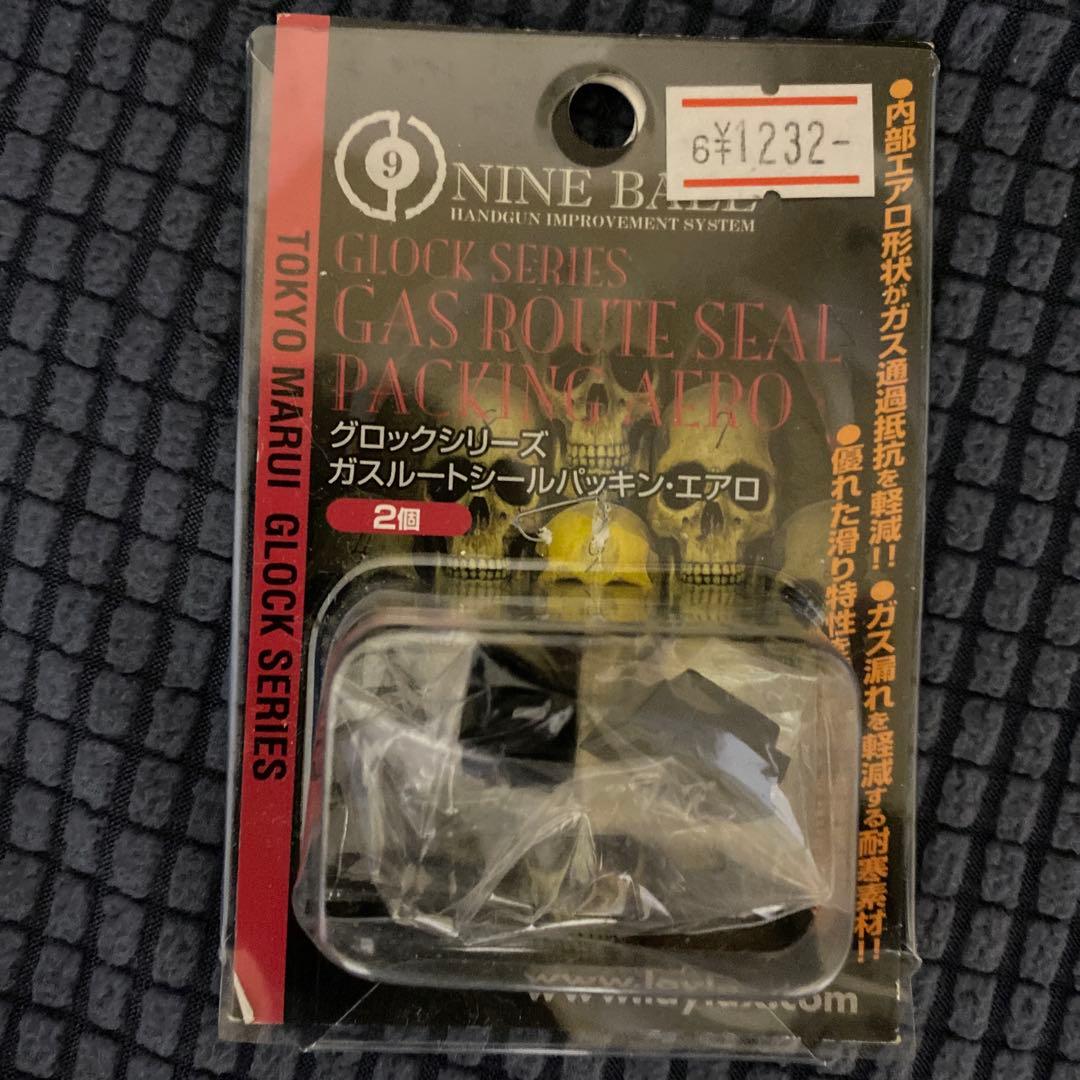 6¥1232-
9
NINE BALL
HANDGUN IMPROVEMENT SYSTEM
GLOCK SERIES
GAS ROUTE SEAL
PACKING AERO
グロックシリーズ
ガスルートシールパッキン・エアロ
2個
TOKYO MARUI GLOCK SERIES
●内部エアロ形状がガス通過抵抗を軽減!!
●ガス漏れを軽減する耐寒素材!!
●優れた滑り特性を
www.laylax.com